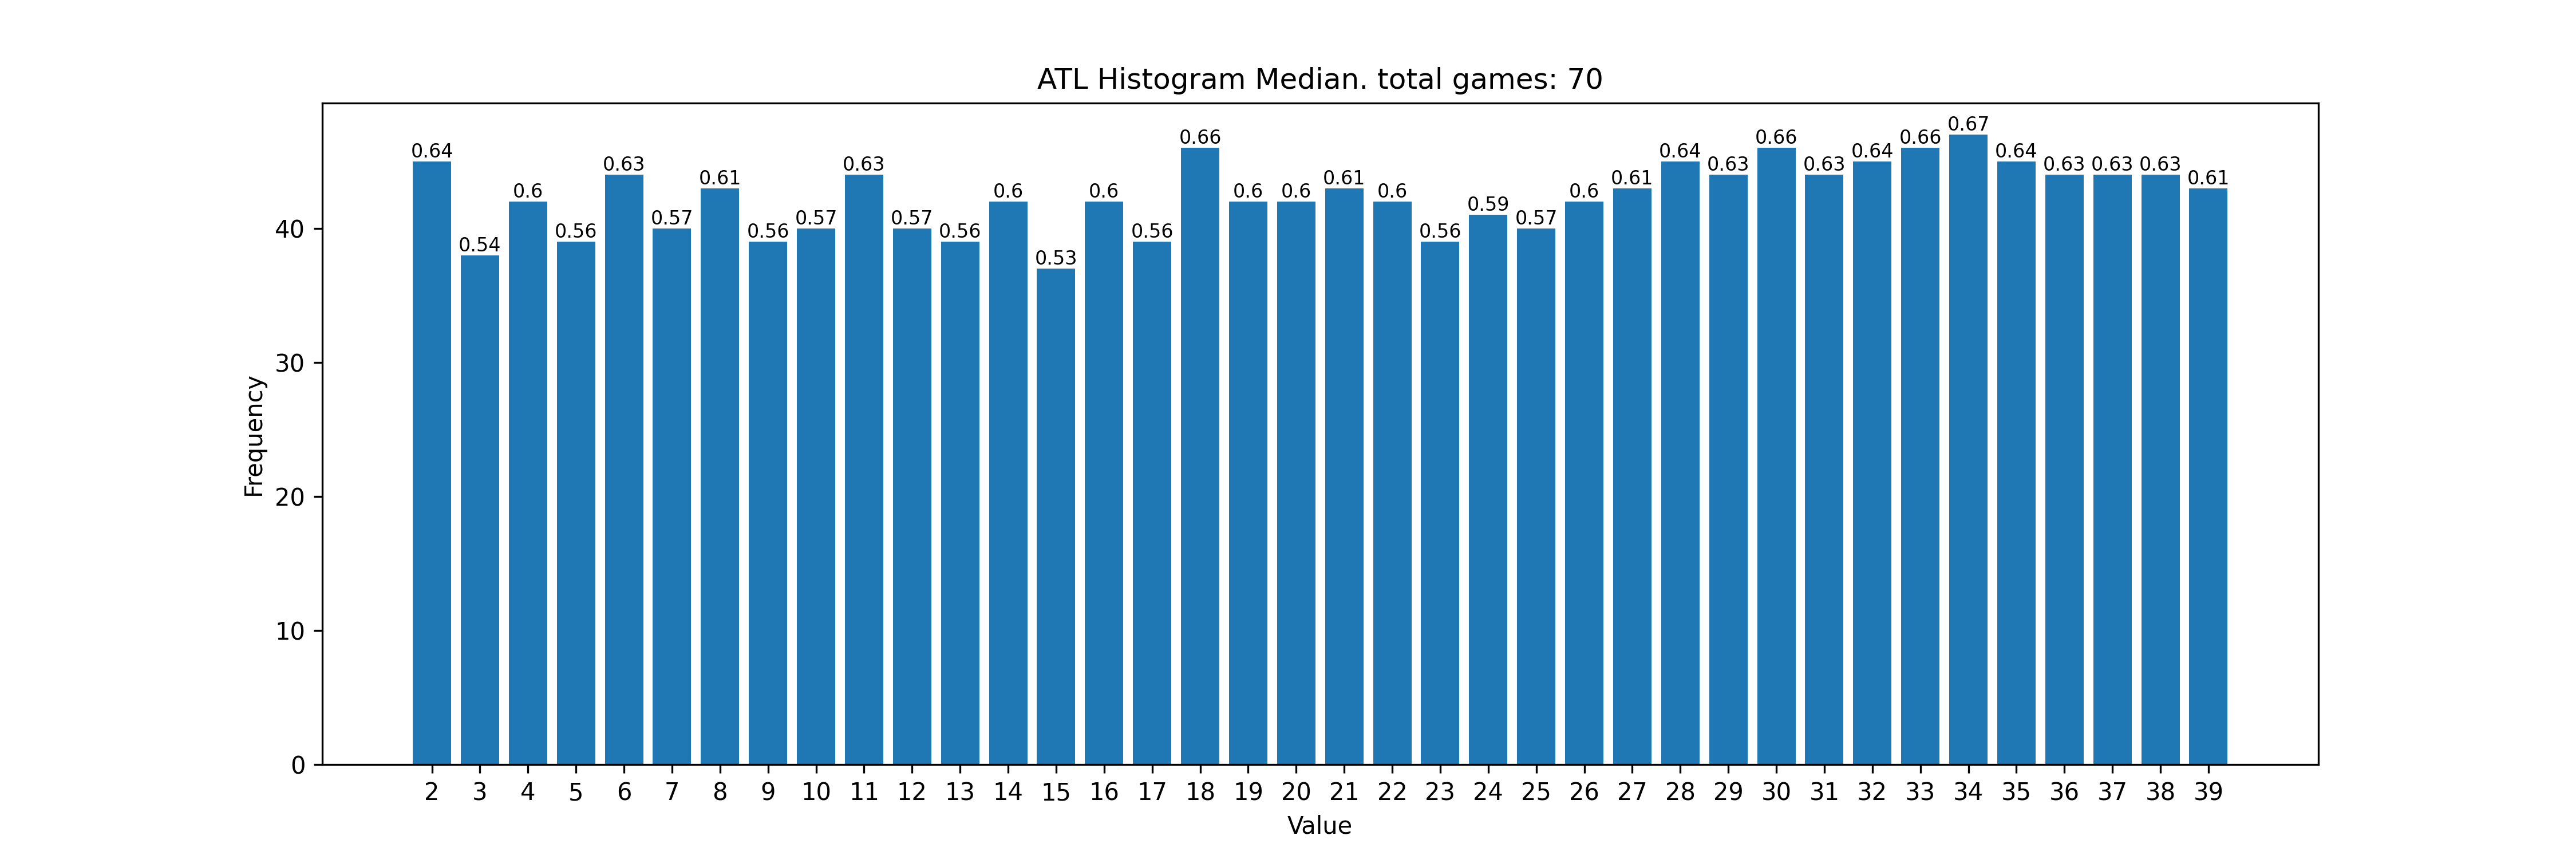 ATL Histogram Median. total games: 70
0.64 0.54 0.6 0.56 0.63 0.57 0.61 0.56 0.57 0.63 0.57 0.56 0.6 0.53 0.6 0.56 0.66 0.6 0.6 0.61 0.6 0.56 0.59 0.57 0.6 0.61 0.64 0.63 0.66 0.63 0.64 0.66 0.67 0.64 0.63 0.63 0.63 0.61
40
30
20
10
0
Frequency
2 3 4 5 6 7 8 9 10 11 12 13 14 15 16 17 18 19 20 21 22 23 24 25 26 27 28 29 30 31 32 33 34 35 36 37 38 39
Value